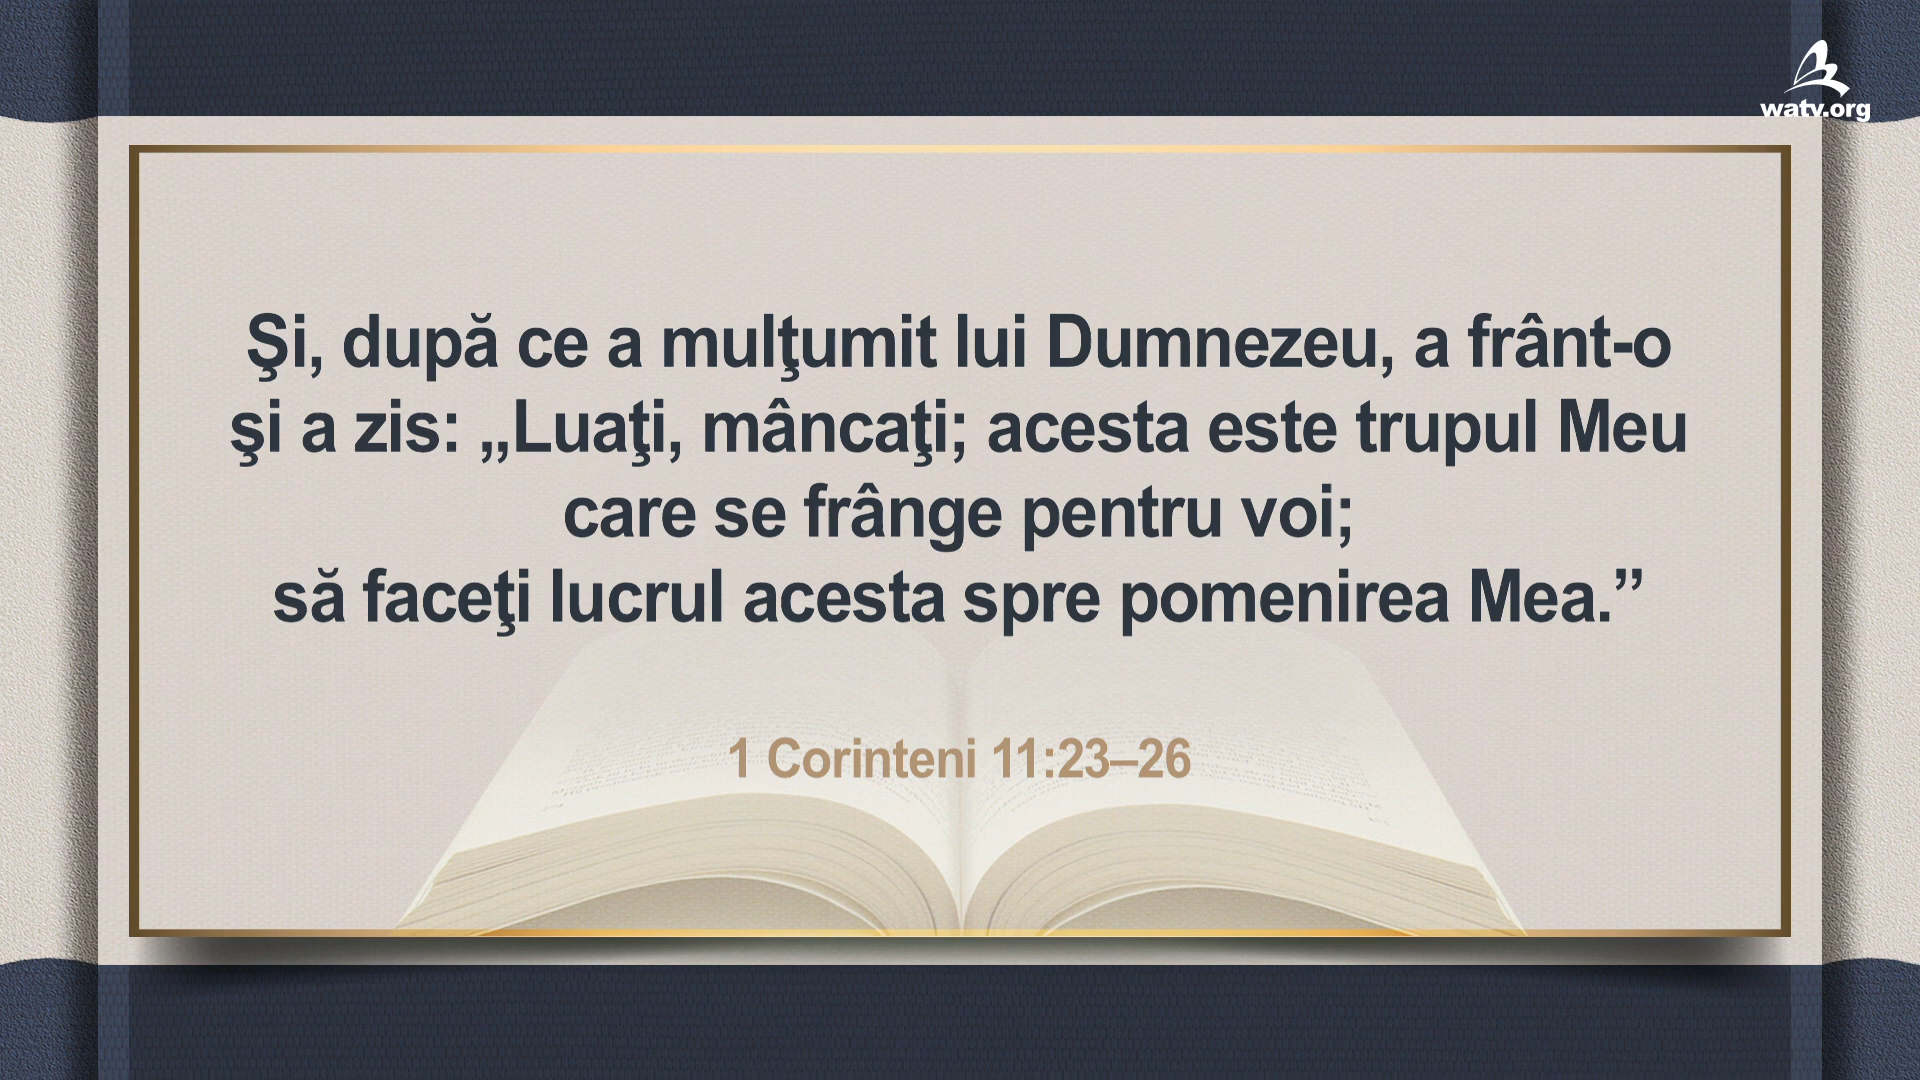 watv.org
Şi, după ce a mulţumit lui Dumnezeu, a frânt-o
şi a zis: „Luaţi, mâncaţi; acesta este trupul Meu
care se frânge pentru voi;
să faceţi lucrul acesta spre pomenirea Mea.”
1 Corinteni 11:23–26